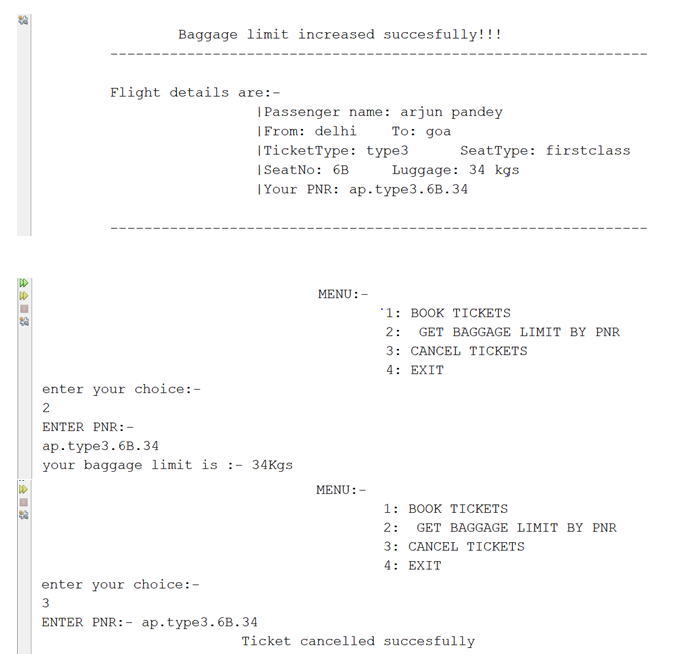 Baggage limit increased succesfully!!!
---------------------------------------------------------------
Flight details are:-
|Passenger name: arjun pandey
|From: delhi    To: goa
|TicketType: type3      SeatType: firstclass
|SeatNo: 6B     Luggage: 34 kgs
|Your PNR: ap.type3.6B.34
---------------------------------------------------------------
MENU:-
1: BOOK TICKETS
2:  GET BAGGAGE LIMIT BY PNR
3: CANCEL TICKETS
4: EXIT
enter your choice:-
2
ENTER PNR:-
ap.type3.6B.34
your baggage limit is :- 34Kgs
MENU:-
1: BOOK TICKETS
2:  GET BAGGAGE LIMIT BY PNR
3: CANCEL TICKETS
4: EXIT
enter your choice:-
3
ENTER PNR:- ap.type3.6B.34
Ticket cancelled succesfully